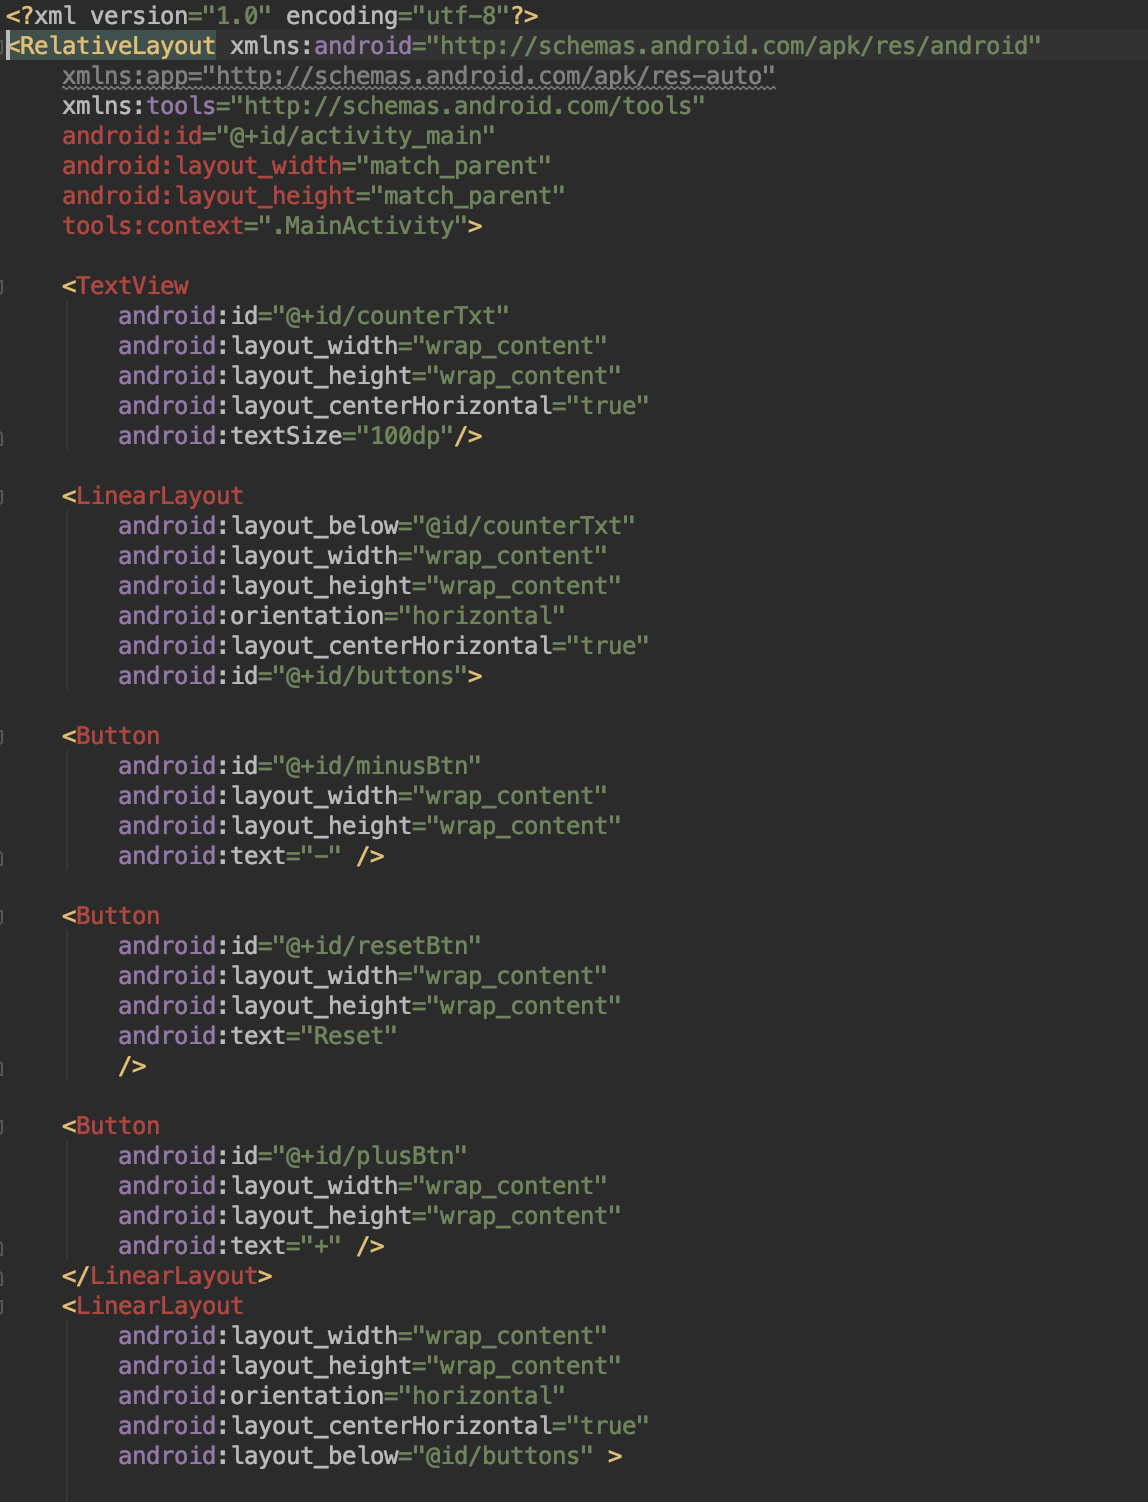 <?xml version="1.0" encoding="utf-8"?>
<RelativeLayout xmlns:android="http://schemas.android.com/apk/res/android"
    xmlns:app="http://schemas.android.com/apk/res-auto"
    xmlns:tools="http://schemas.android.com/tools"
    android:id="@+id/activity_main"
    android:layout_width="match_parent"
    android:layout_height="match_parent"
    tools:context=".MainActivity">

    <TextView
        android:id="@+id/counterTxt"
        android:layout_width="wrap_content"
        android:layout_height="wrap_content"
        android:layout_centerHorizontal="true"
        android:textSize="100dp"/>

    <LinearLayout
        android:layout_below="@id/counterTxt"
        android:layout_width="wrap_content"
        android:layout_height="wrap_content"
        android:orientation="horizontal"
        android:layout_centerHorizontal="true"
        android:id="@+id/buttons">

    <Button
        android:id="@+id/minusBtn"
        android:layout_width="wrap_content"
        android:layout_height="wrap_content"
        android:text="-" />

    <Button
        android:id="@+id/resetBtn"
        android:layout_width="wrap_content"
        android:layout_height="wrap_content"
        android:text="Reset"
        />

    <Button
        android:id="@+id/plusBtn"
        android:layout_width="wrap_content"
        android:layout_height="wrap_content"
        android:text="+" />
    </LinearLayout>
    <LinearLayout
        android:layout_width="wrap_content"
        android:layout_height="wrap_content"
        android:orientation="horizontal"
        android:layout_centerHorizontal="true"
        android:layout_below="@id/buttons" >